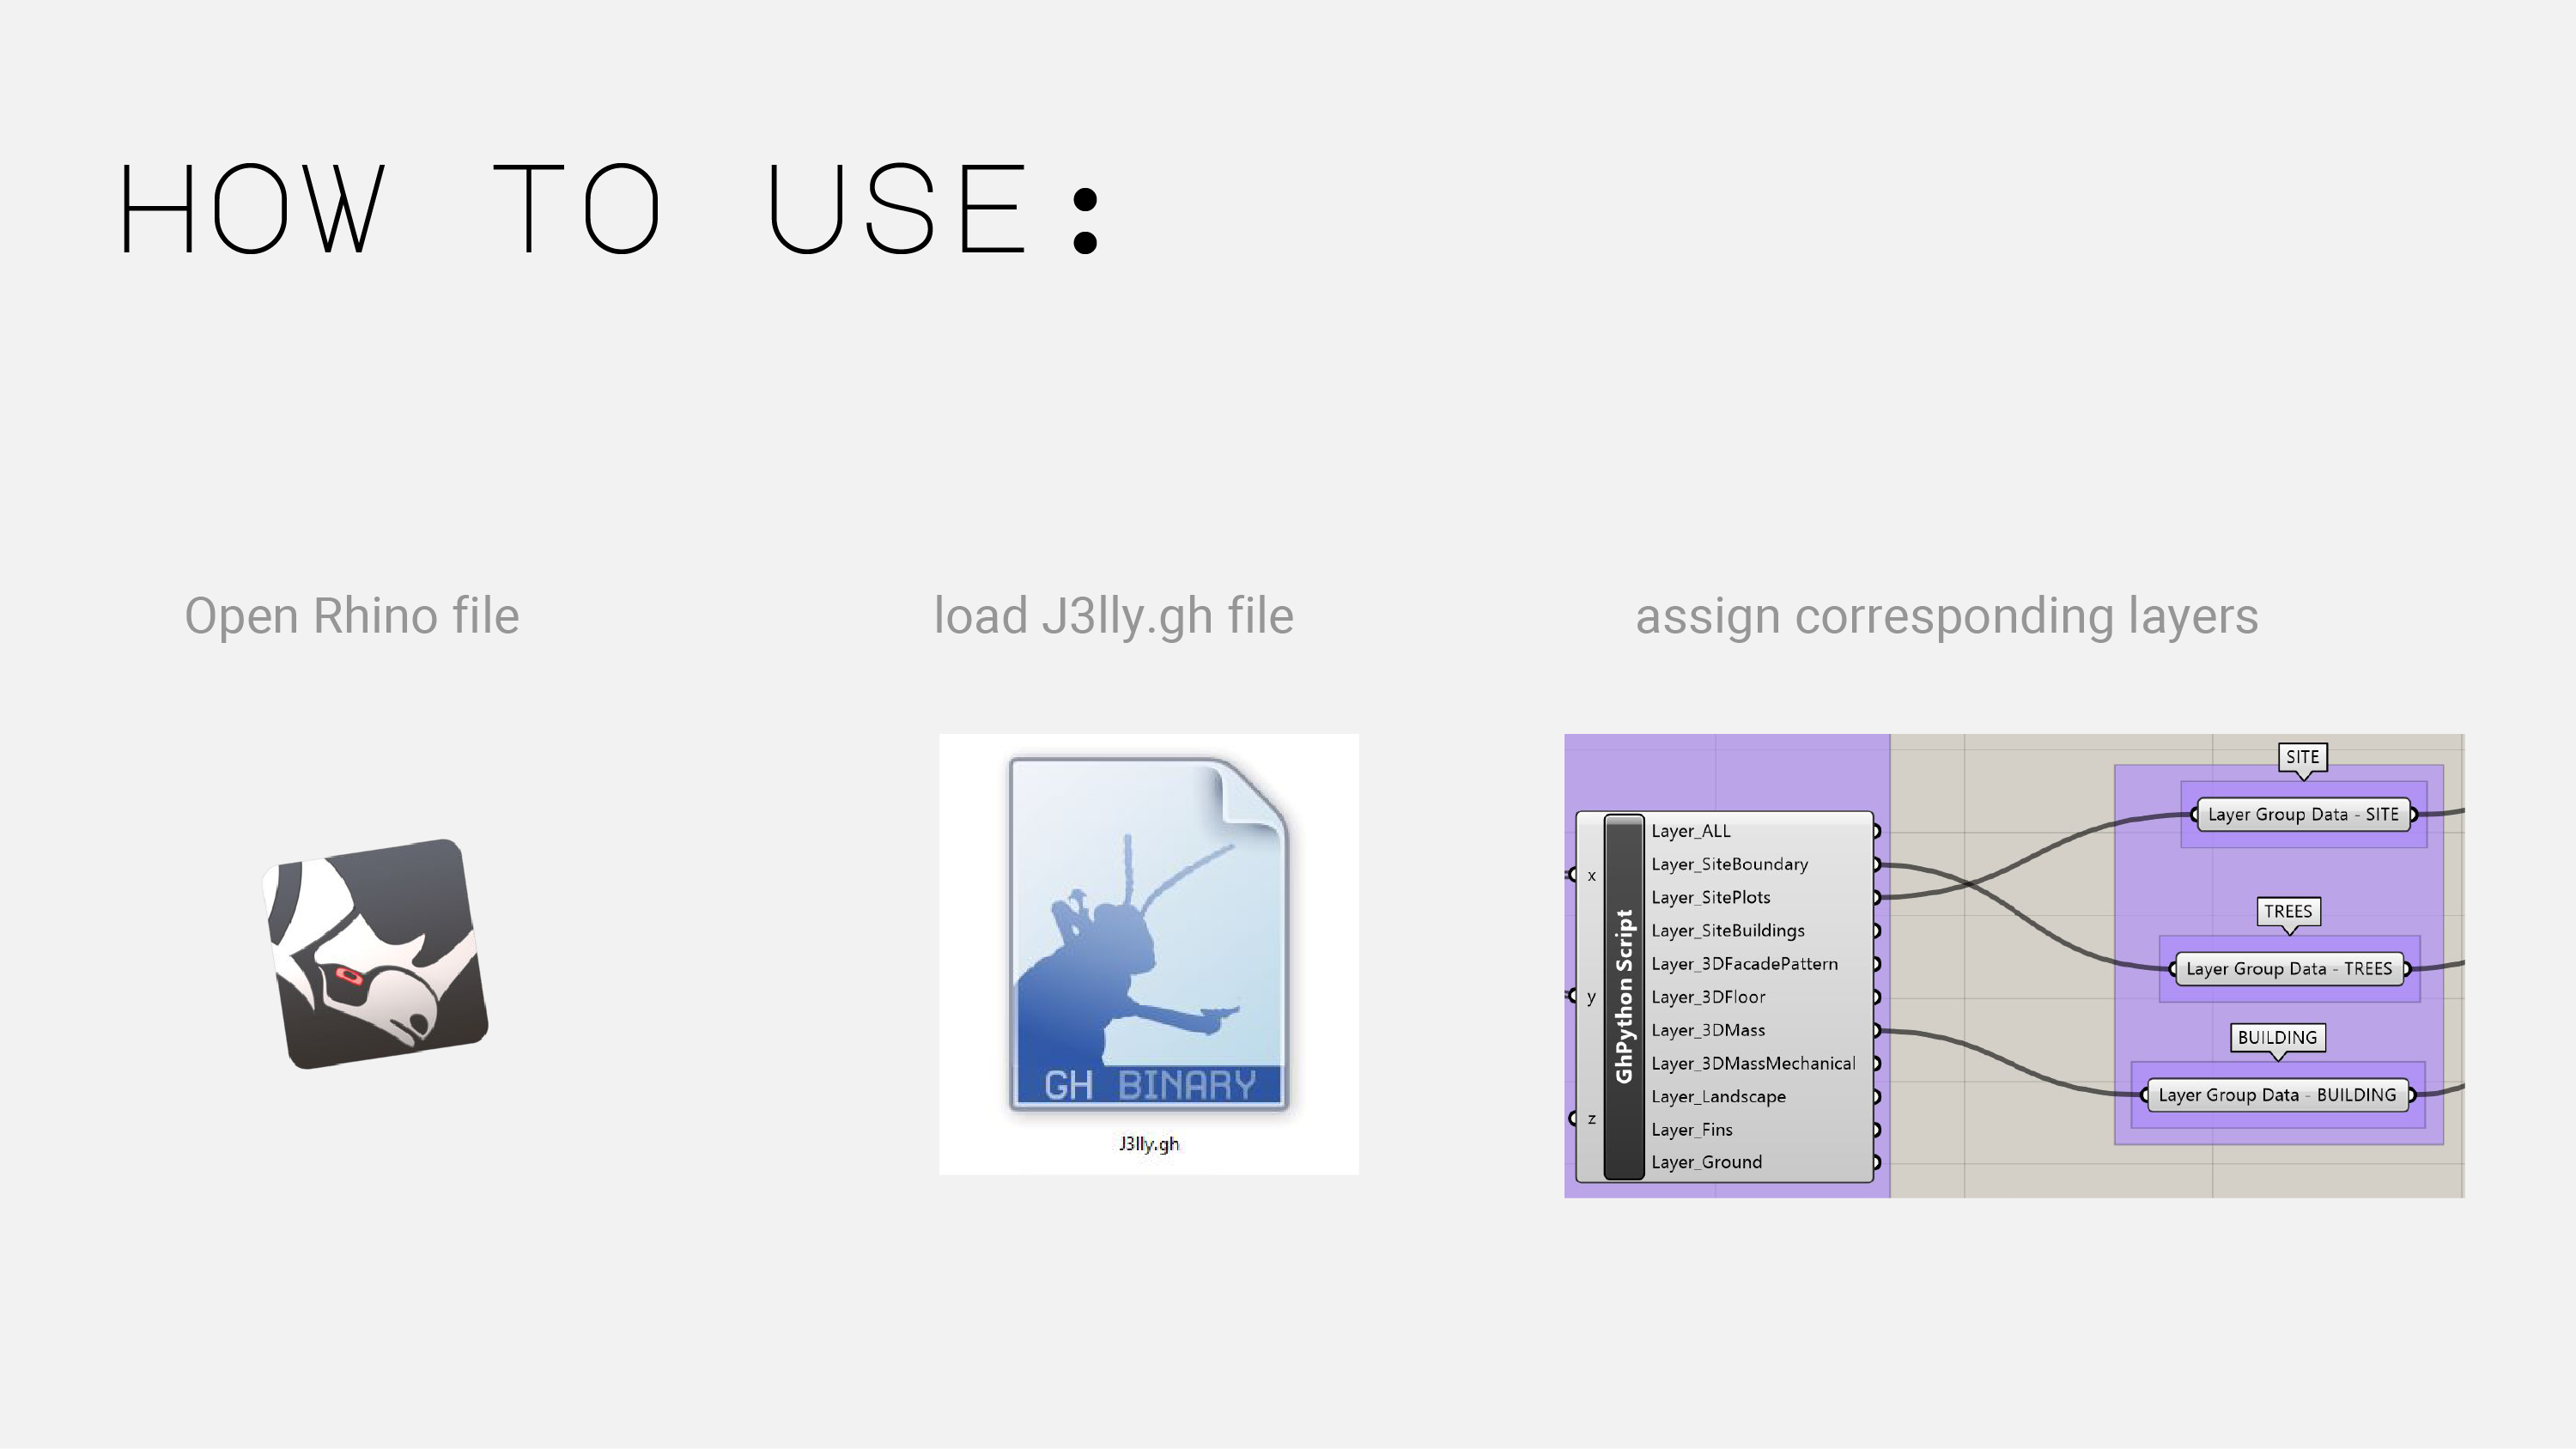 HOW TO USE:
Open Rhino file
load J3lly.gh file
assign corresponding layers
GH BINARY
J3lly.gh
x
y
z
GhPython Script
Layer_ALL
Layer_SiteBoundary
Layer_SitePlots
Layer_SiteBuildings
Layer_3DFacadePattern
Layer_3DFloor
Layer_3DMass
Layer_3DMassMechanical
Layer_Landscape
Layer_Fins
Layer_Ground
SITE
Layer Group Data - SITE
TREES
Layer Group Data - TREES
BUILDING
Layer Group Data - BUILDING